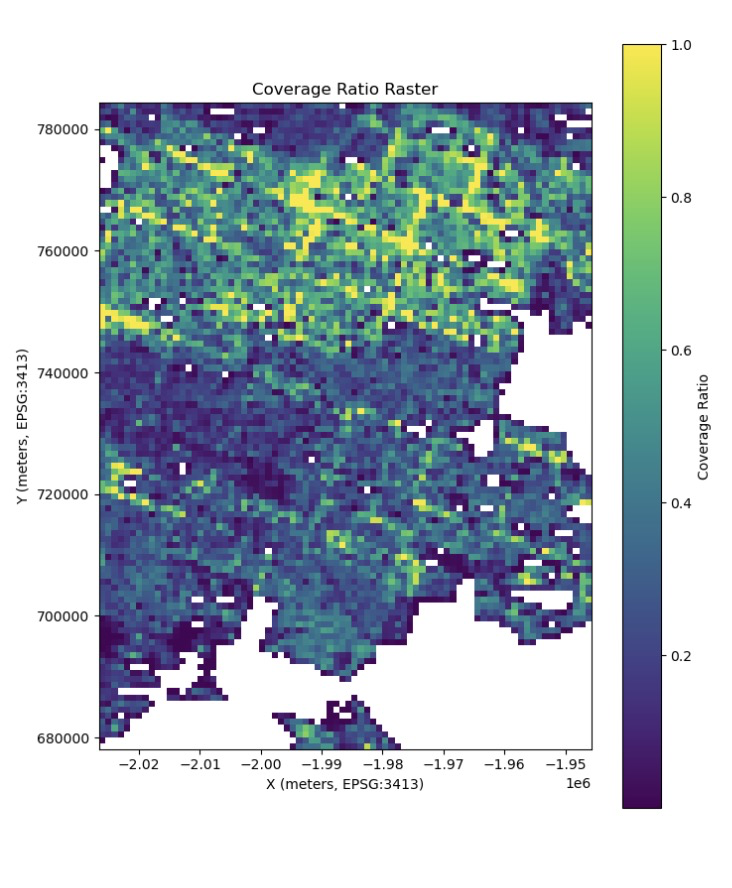 Coverage Ratio Raster
780000
760000
740000
720000
700000
680000
Y (meters, EPSG:3413)
−2.02 −2.01 −2.00 −1.99 −1.98 −1.97 −1.96 −1.95
1e6
X (meters, EPSG:3413)
1.0
0.8
0.6
0.4
0.2
Coverage Ratio